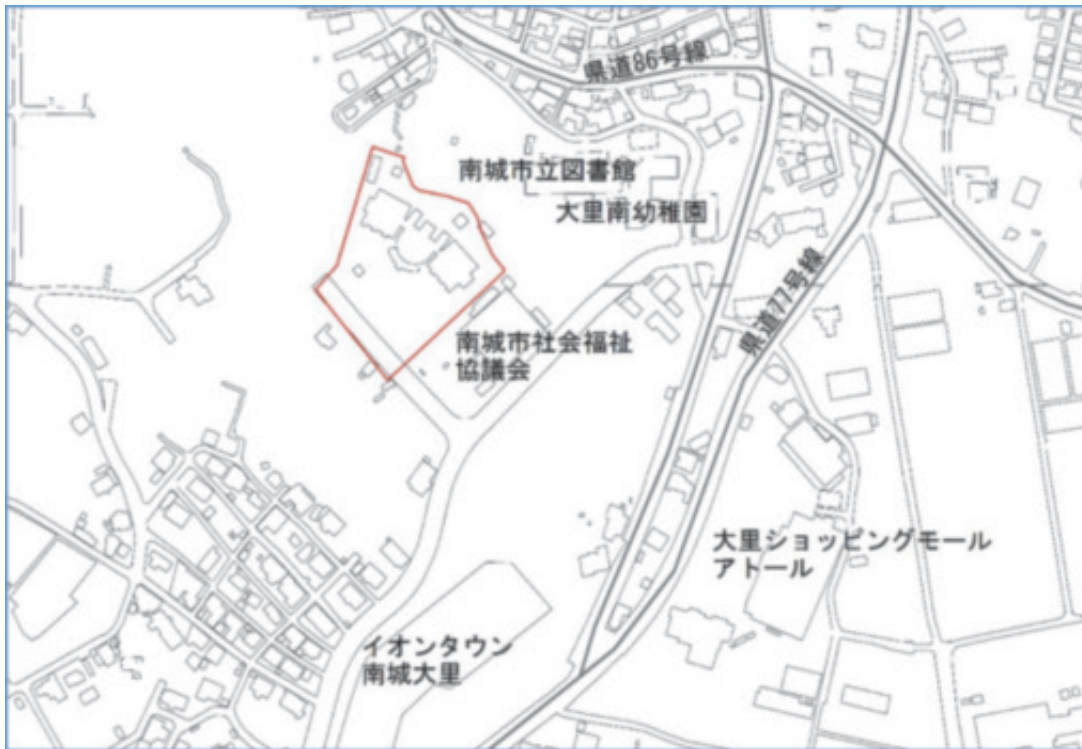 県道86号線
南城市立図書館
大里南幼稚園
県道77号線
南城市社会福祉
協議会
大里ショッピングモール
アトール
イオンタウン
南城大里